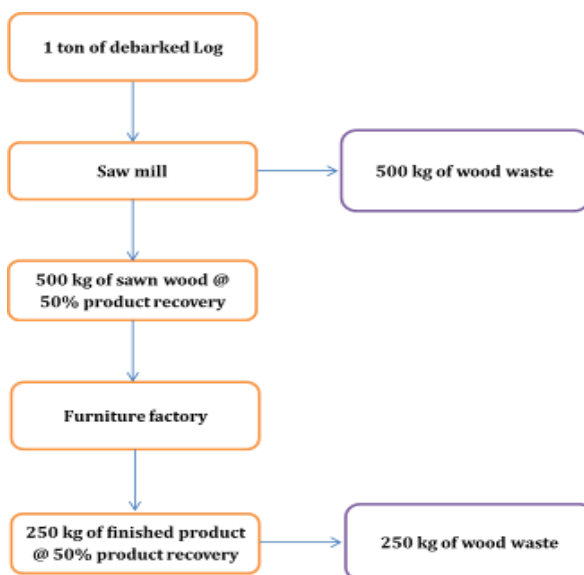 1 ton of debarked Log
Saw mill
500 kg of wood waste
500 kg of sawn wood @
50% product recovery
Furniture factory
250 kg of finished product
@ 50% product recovery
250 kg of wood waste